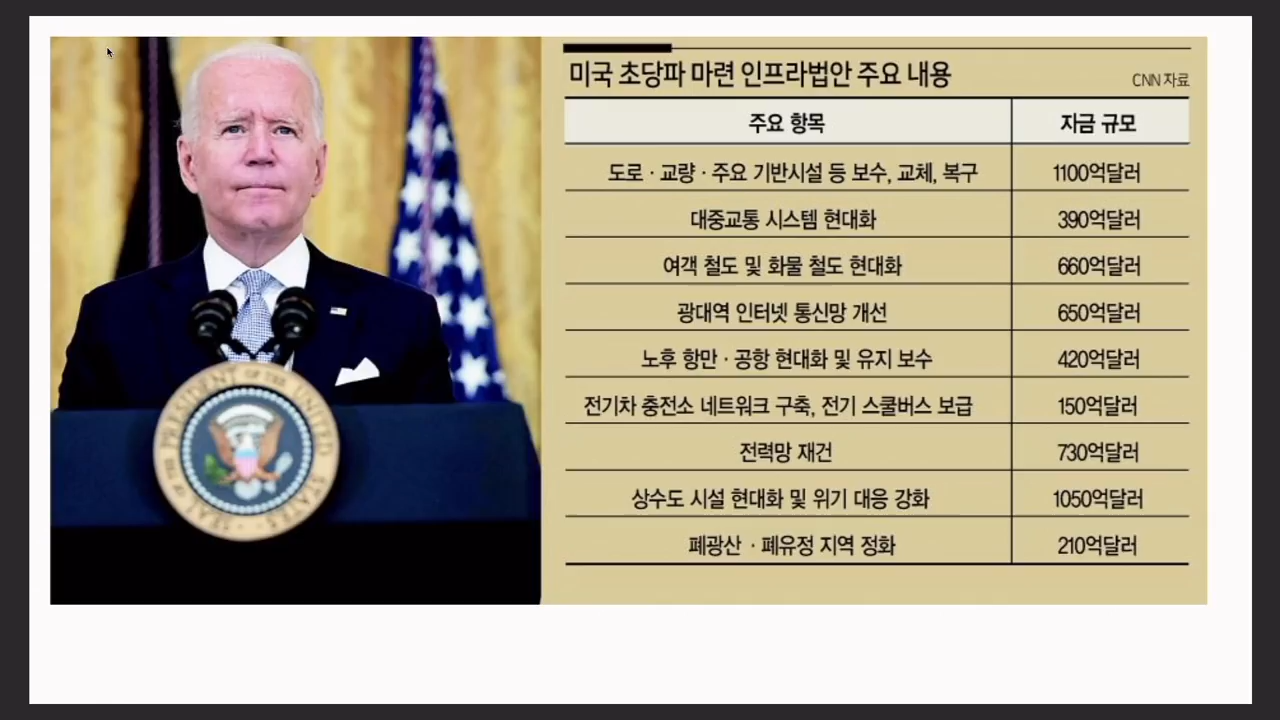 미국 초당파 마련 인프라법안 주요 내용
CNN 자료
주요 항목 자금 규모
도로·교량·주요 기반시설 등 보수, 교체, 복구 1100억달러
대중교통 시스템 현대화 390억달러
여객 철도 및 화물 철도 현대화 660억달러
광대역 인터넷 통신망 개선 650억달러
노후 항만·공항 현대화 및 유지 보수 420억달러
전기차 충전소 네트워크 구축, 전기 스쿨버스 보급 150억달러
전력망 재건 730억달러
상수도 시설 현대화 및 위기 대응 강화 1050억달러
폐광산·폐유정 지역 정화 210억달러
SEAL OF THE PRESIDENT OF THE UNITED STATES